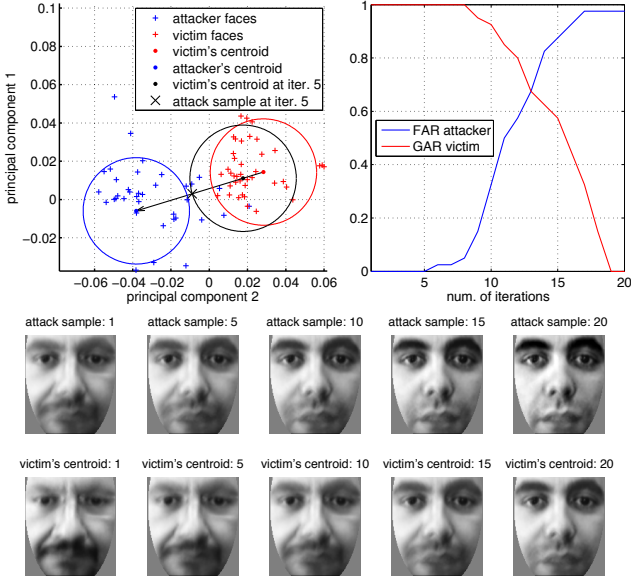 0.1
0.08
0.06
0.04
0.02
0
−0.02
principal component 1
−0.06
−0.04
−0.02
0
0.02
0.04
0.06
principal component 2
attacker faces
victim faces
victim's centroid
attacker's centroid
victim's centroid at iter. 5
attack sample at iter. 5
1
0.8
0.6
0.4
0.2
0
5
10
15
20
num. of iterations
FAR attacker
GAR victim
attack sample: 1
attack sample: 5
attack sample: 10
attack sample: 15
attack sample: 20
victim's centroid: 1
victim's centroid: 5
victim's centroid: 10
victim's centroid: 15
victim's centroid: 20